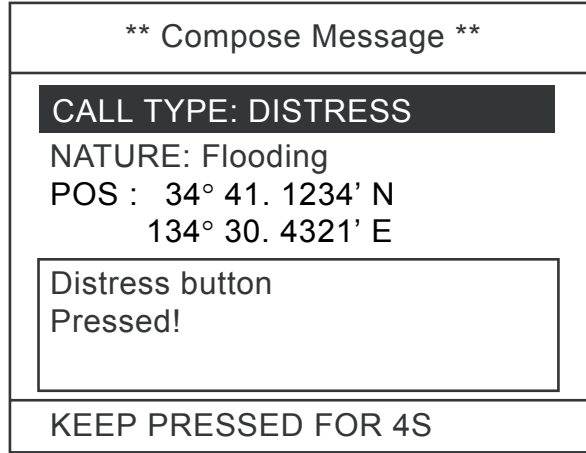 ** Compose Message **
CALL TYPE: DISTRESS
NATURE: Flooding
POS : 34° 41. 1234’ N
134° 30. 4321’ E
Distress button
Pressed!
KEEP PRESSED FOR 4S